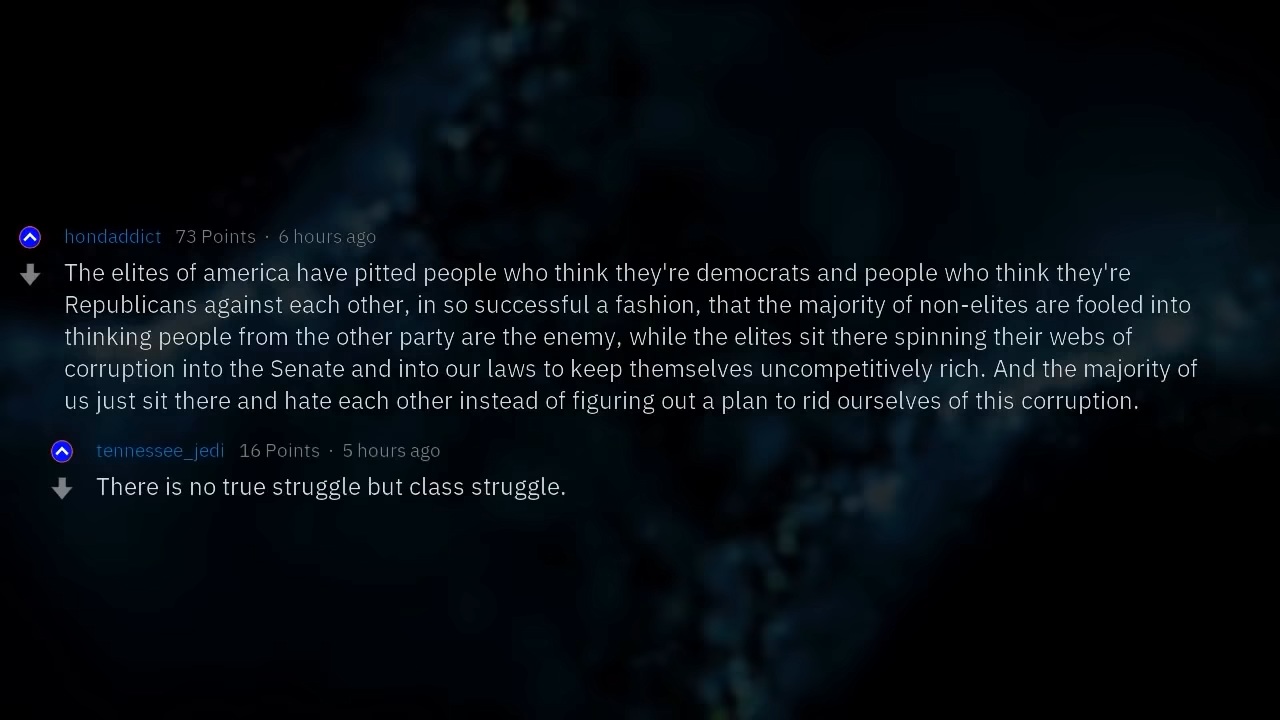 hondaddict 73 Points · 6 hours ago
The elites of america have pitted people who think they're democrats and people who think they're
Republicans against each other, in so successful a fashion, that the majority of non-elites are fooled into
thinking people from the other party are the enemy, while the elites sit there spinning their webs of
corruption into the Senate and into our laws to keep themselves uncompetitively rich. And the majority of
us just sit there and hate each other instead of figuring out a plan to rid ourselves of this corruption.
tennessee_jedi 16 Points · 5 hours ago
There is no true struggle but class struggle.